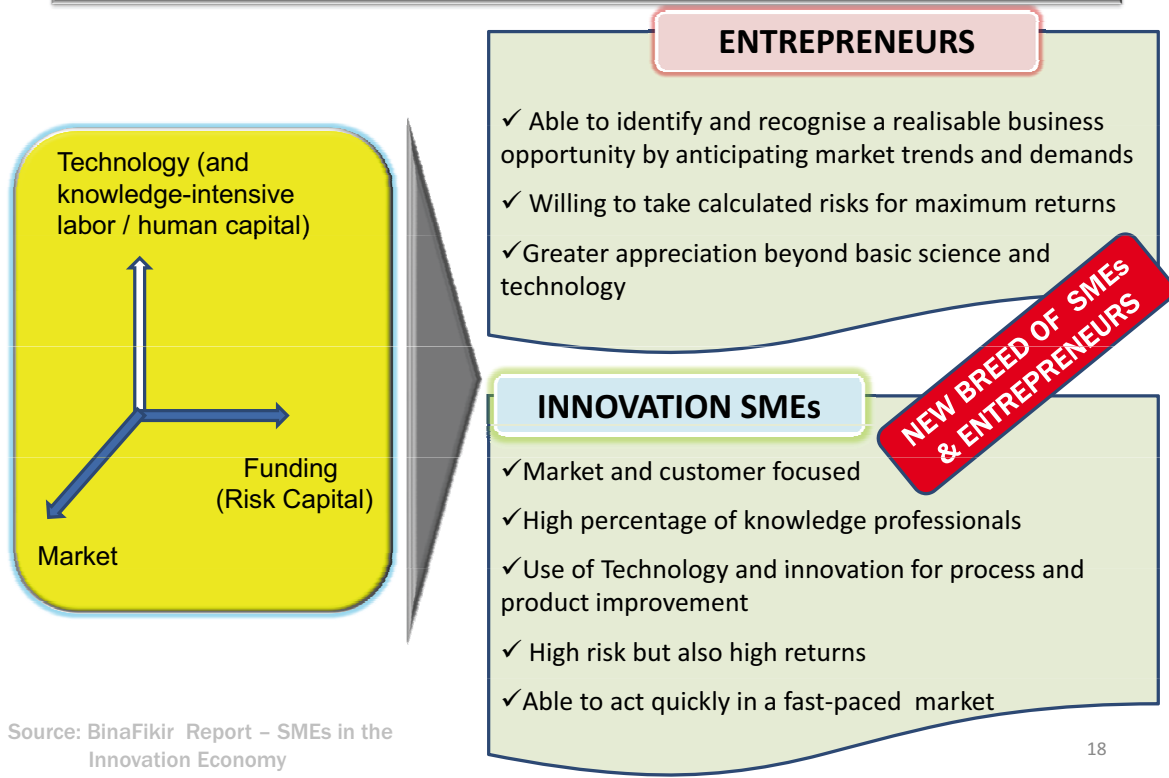 Technology (and
knowledge-intensive
labor / human capital)
Funding
(Risk Capital)
Market
ENTREPRENEURS
✓ Able to identify and recognise a realisable business
opportunity by anticipating market trends and demands
✓ Willing to take calculated risks for maximum returns
✓Greater appreciation beyond basic science and
technology
NEW BREED OF SMEs
& ENTREPRENEURS
INNOVATION SMEs
✓Market and customer focused
✓High percentage of knowledge professionals
✓Use of Technology and innovation for process and
product improvement
✓ High risk but also high returns
✓Able to act quickly in a fast-paced market
Source: BinaFikir Report – SMEs in the
Innovation Economy
18